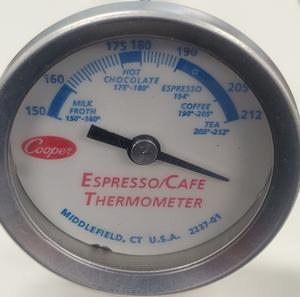 150
160
175
180
190
205
212
HOT
CHOCOLATE
175°-180°
ESPRESSO
194°
MILK
FROTH
150°-160°
COFFEE
190°-205°
TEA
205°-212°
Cooper
ESPRESSO/CAFE
THERMOMETER
MIDDLEFIELD, CT U.S.A. 2237-01